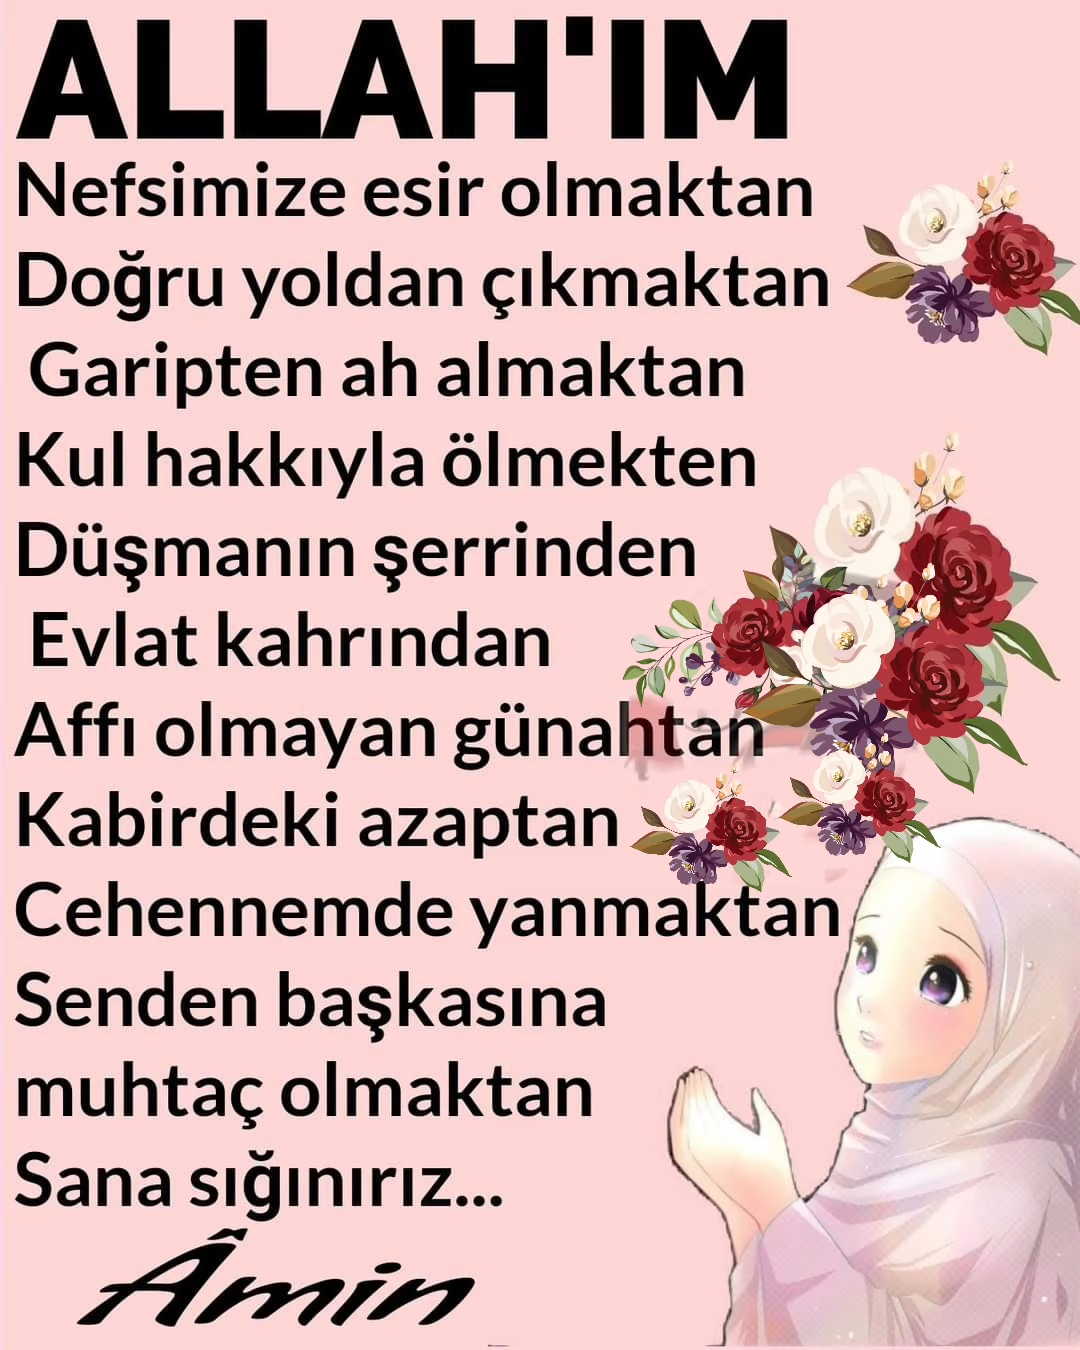 ALLAH'IM
Nefsimize esir olmaktan
Doğru yoldan çıkmaktan
Garipten ah almaktan
Kul hakkıyla ölmekten
Düşmanın şerrinden
Evlat kahrından
Affı olmayan günahtan
Kabirdeki azaptan
Cehennemde yanmaktan
Senden başkasına
muhtaç olmaktan
Sana sığınırız...
Âmin